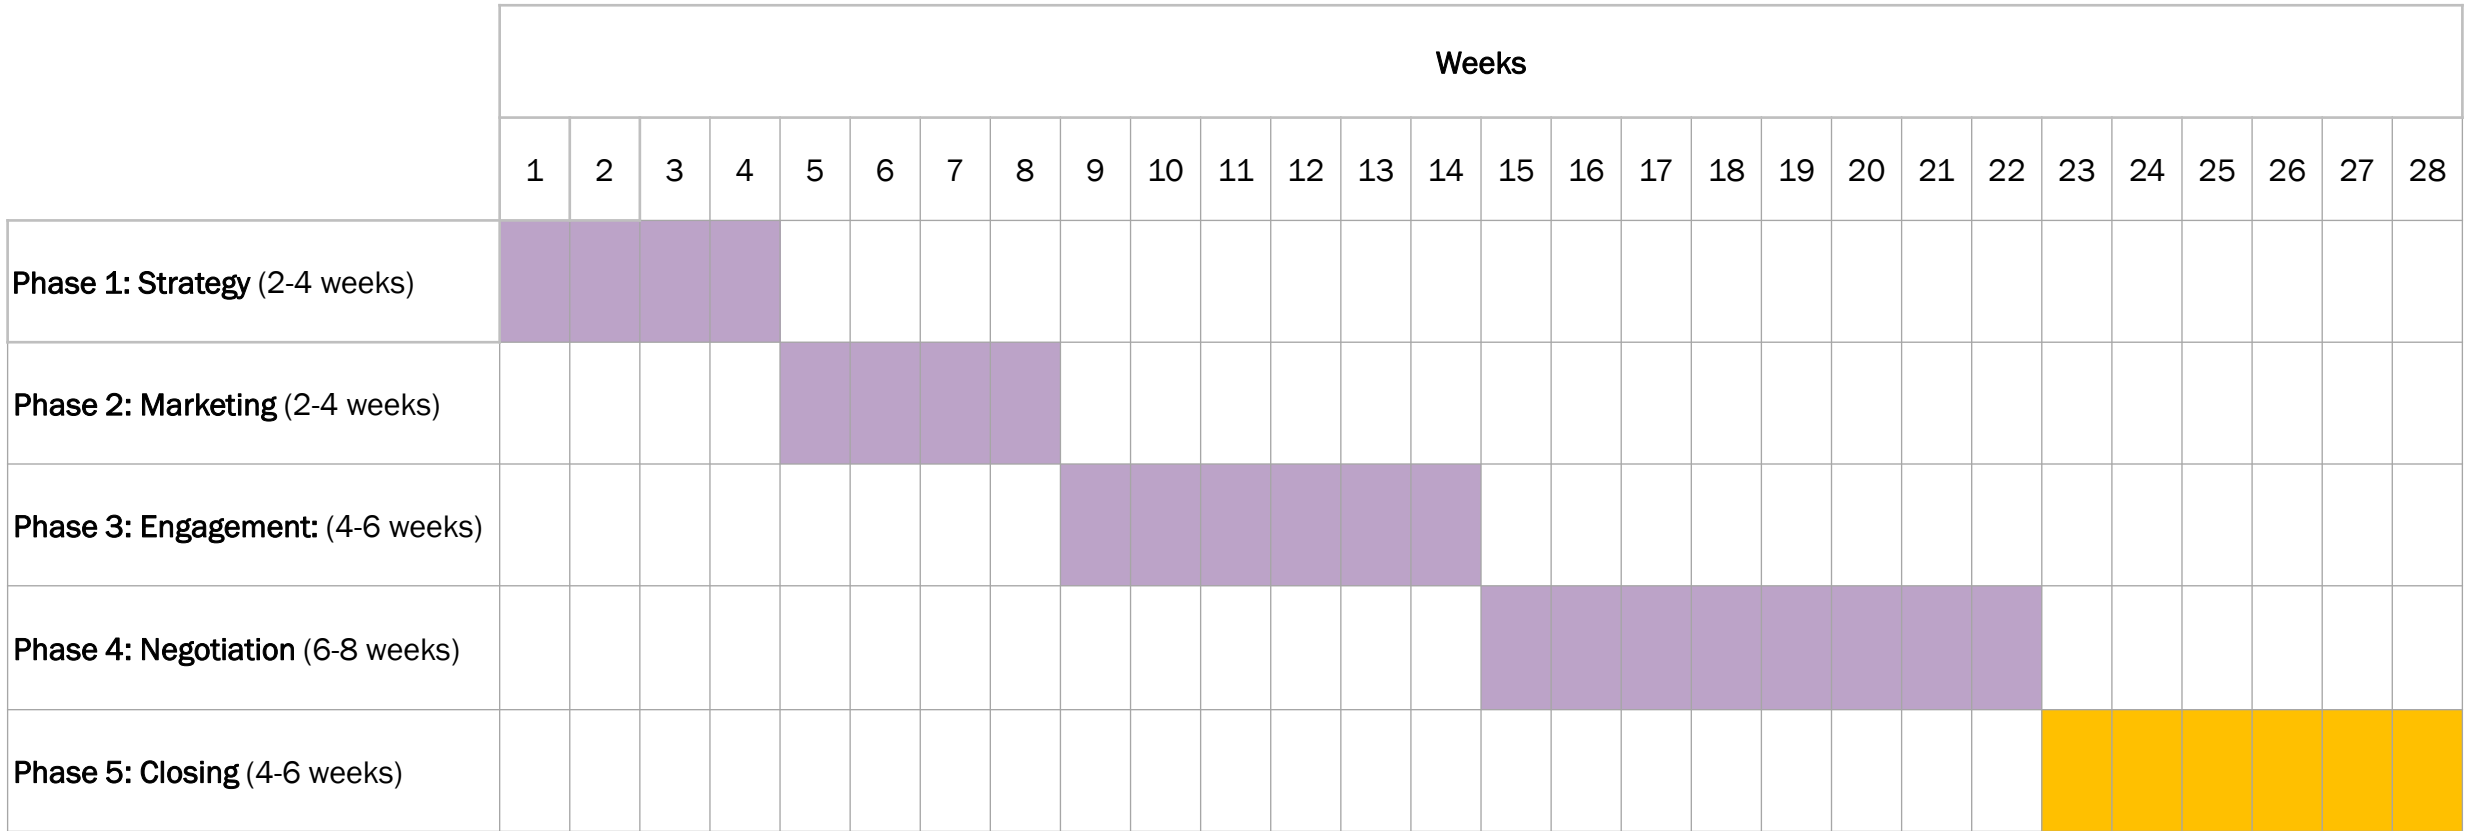 Weeks
1 2 3 4 5 6 7 8 9 10 11 12 13 14 15 16 17 18 19 20 21 22 23 24 25 26 27 28
Phase 1: Strategy (2-4 weeks)
Phase 2: Marketing (2-4 weeks)
Phase 3: Engagement: (4-6 weeks)
Phase 4: Negotiation (6-8 weeks)
Phase 5: Closing (4-6 weeks)